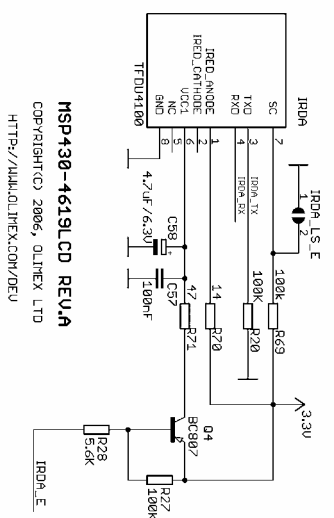 IRDA
IRDA_LS_E
1
2
SC
7
TXD
3
IRDA_TX
RXD
4
IRDA_RX
IRED_ANODE
1
IRED_CATHODE
2
VCC1
6
NC
5
GND
8
TFDU4100
100k
R69
100K
R20
14
R70
47
R71
3.3V
C58
4.7uF/6.3V
+
C57
100nF
Q4
BC807
R27
100k
R28
5.6K
IRDA_E
MSP430-4619LCD REV.A
COPYRIGHT(C) 2006, OLIMEX LTD
HTTP://WWW.OLIMEX.COM/DEV